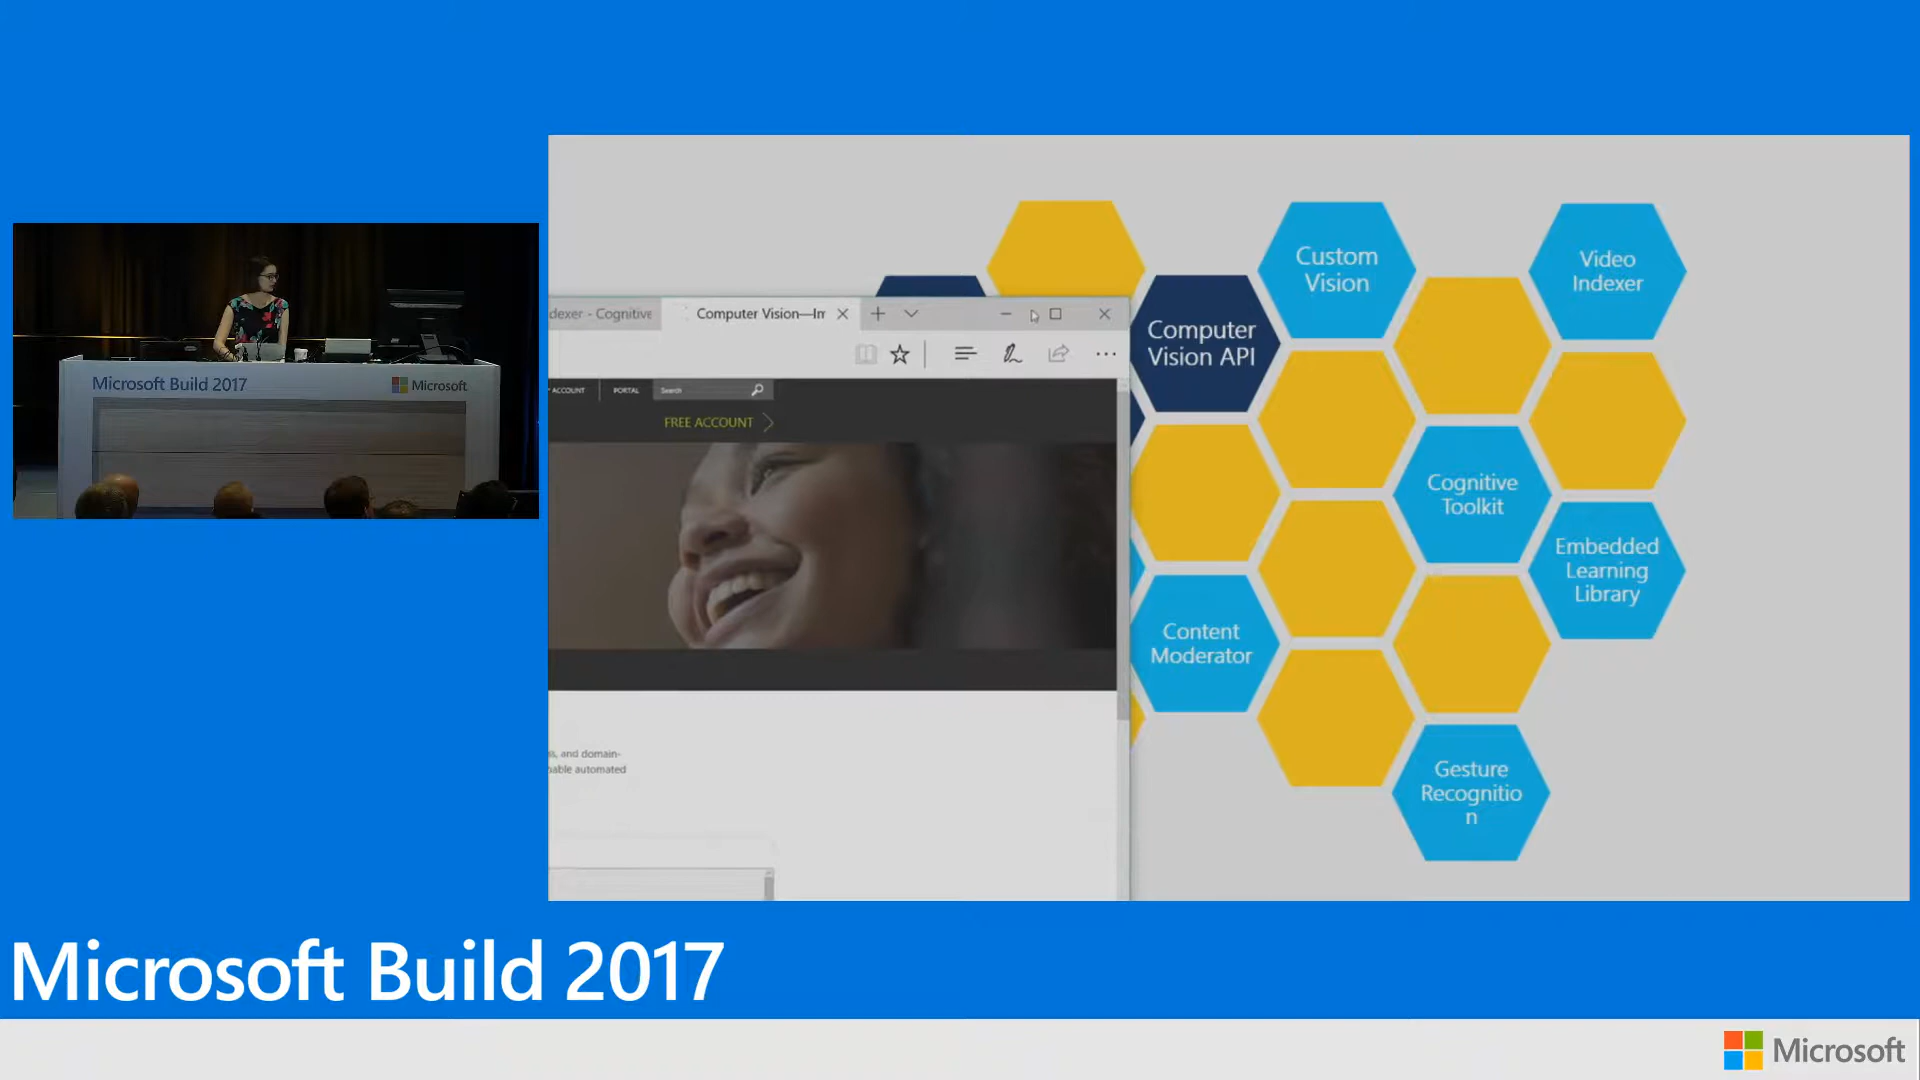 Microsoft Build 2017
Microsoft
Custom
Vision
Video
Indexer
Computer
Vision API
Cognitive
Toolkit
Embedded
Learning
Library
Content
Moderator
Gesture
Recognitio
n
dexer - Cognitive
Computer Vision—In
ACCOUNT
PORTAL
Search
FREE ACCOUNT
, and domain-
able automated
Microsoft Build 2017
Microsoft